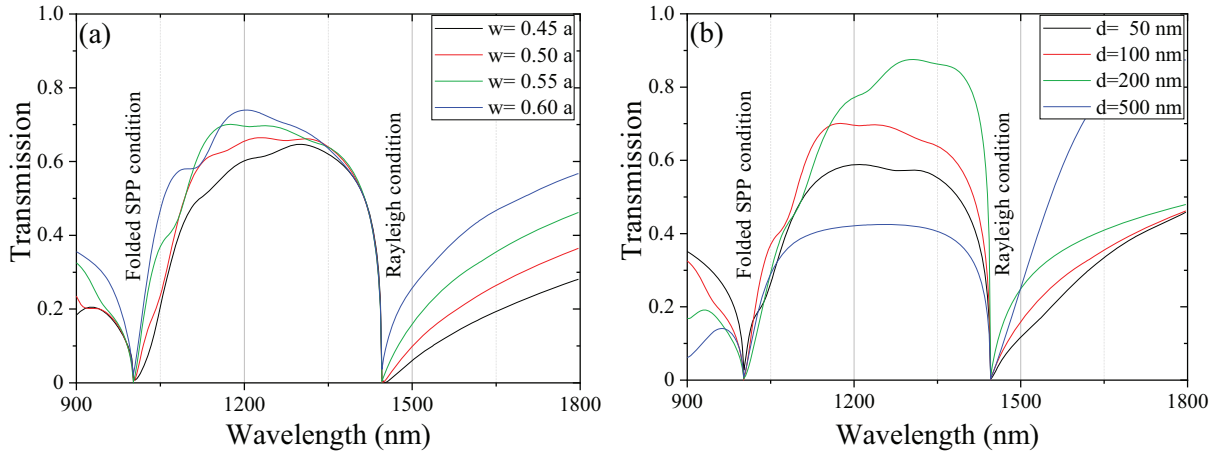 (a)
w= 0.45 a
w= 0.50 a
w= 0.55 a
w= 0.60 a
Folded SPP condition
Rayleigh condition
Transmission
1.0
0.8
0.6
0.4
0.2
0
900
1200
1500
1800
Wavelength (nm)
(b)
d= 50 nm
d= 100 nm
d= 200 nm
d= 500 nm
Folded SPP condition
Rayleigh condition
Transmission
1.0
0.8
0.6
0.4
0.2
0
900
1200
1500
1800
Wavelength (nm)